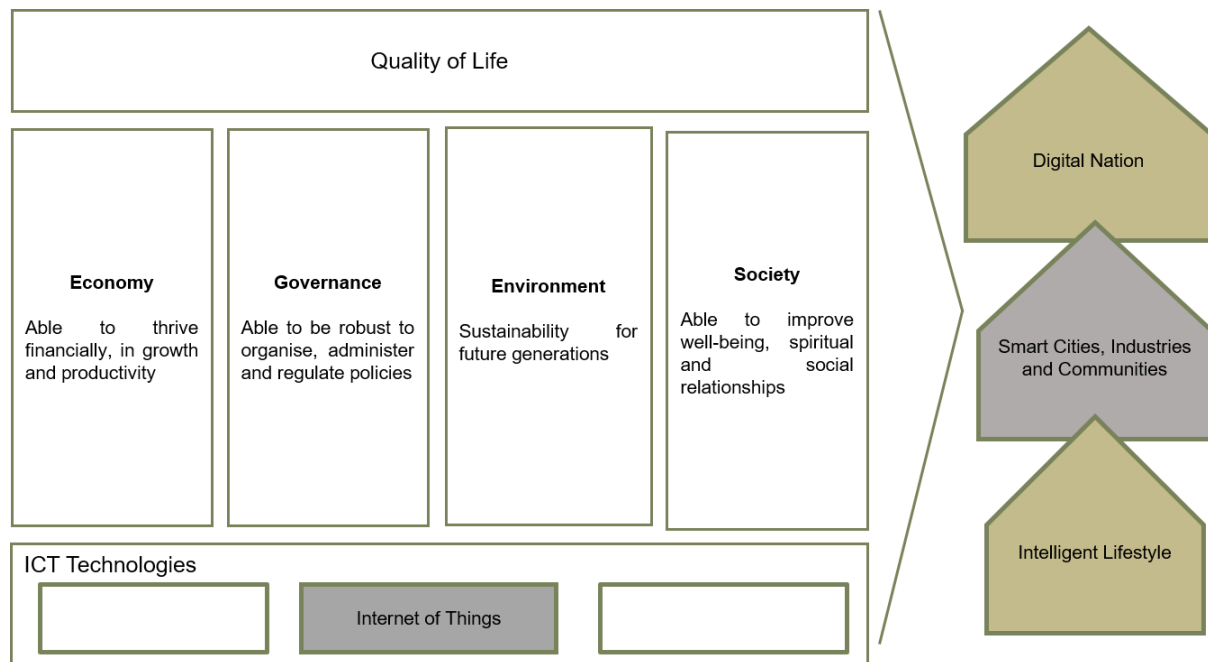 Quality of Life
Economy
Able to thrive
financially, in growth
and productivity
Governance
Able to be robust to
organise, administer
and regulate policies
Environment
Sustainability for
future generations
Society
Able to improve
well-being, spiritual
and social
relationships
ICT Technologies
Internet of Things
Digital Nation
Smart Cities, Industries
and Communities
Intelligent Lifestyle